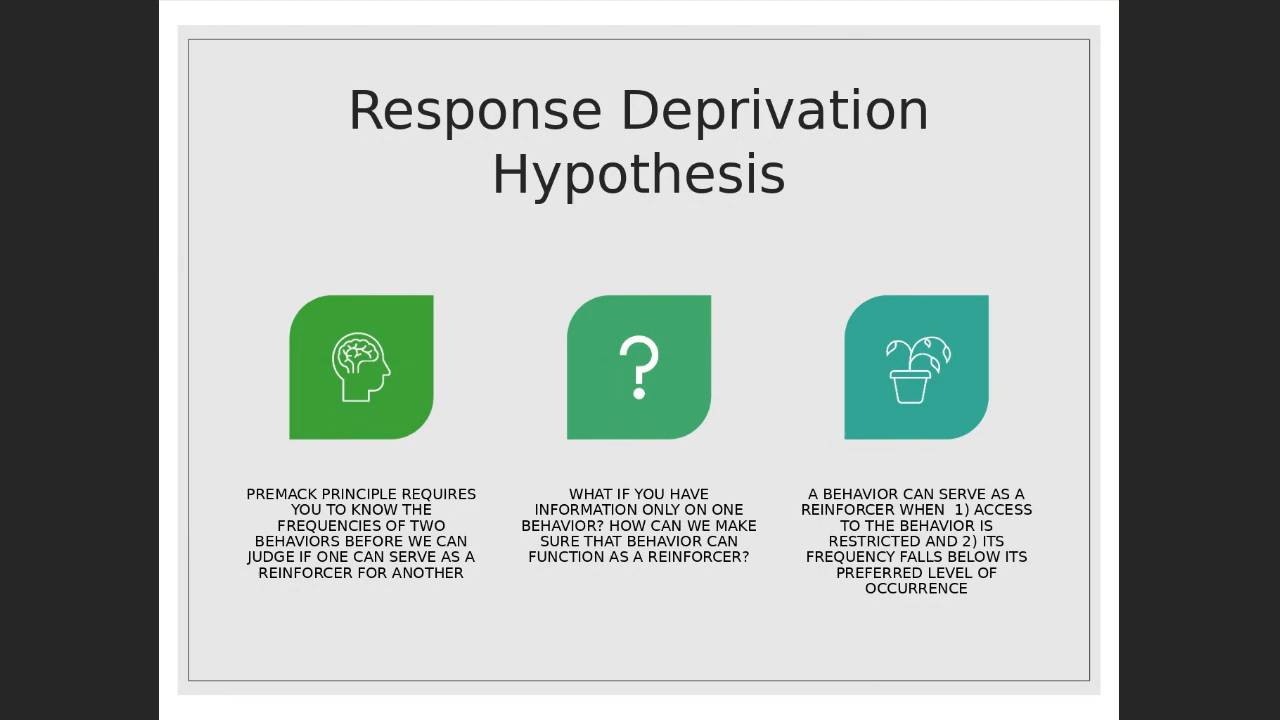 Response Deprivation
Hypothesis
PREMACK PRINCIPLE REQUIRES
YOU TO KNOW THE
FREQUENCIES OF TWO
BEHAVIORS BEFORE WE CAN
JUDGE IF ONE CAN SERVE AS A
REINFORCER FOR ANOTHER
WHAT IF YOU HAVE
INFORMATION ONLY ON ONE
BEHAVIOR? HOW CAN WE MAKE
SURE THAT BEHAVIOR CAN
FUNCTION AS A REINFORCER?
A BEHAVIOR CAN SERVE AS A
REINFORCER WHEN  1) ACCESS
TO THE BEHAVIOR IS
RESTRICTED AND 2) ITS
FREQUENCY FALLS BELOW ITS
PREFERRED LEVEL OF
OCCURRENCE